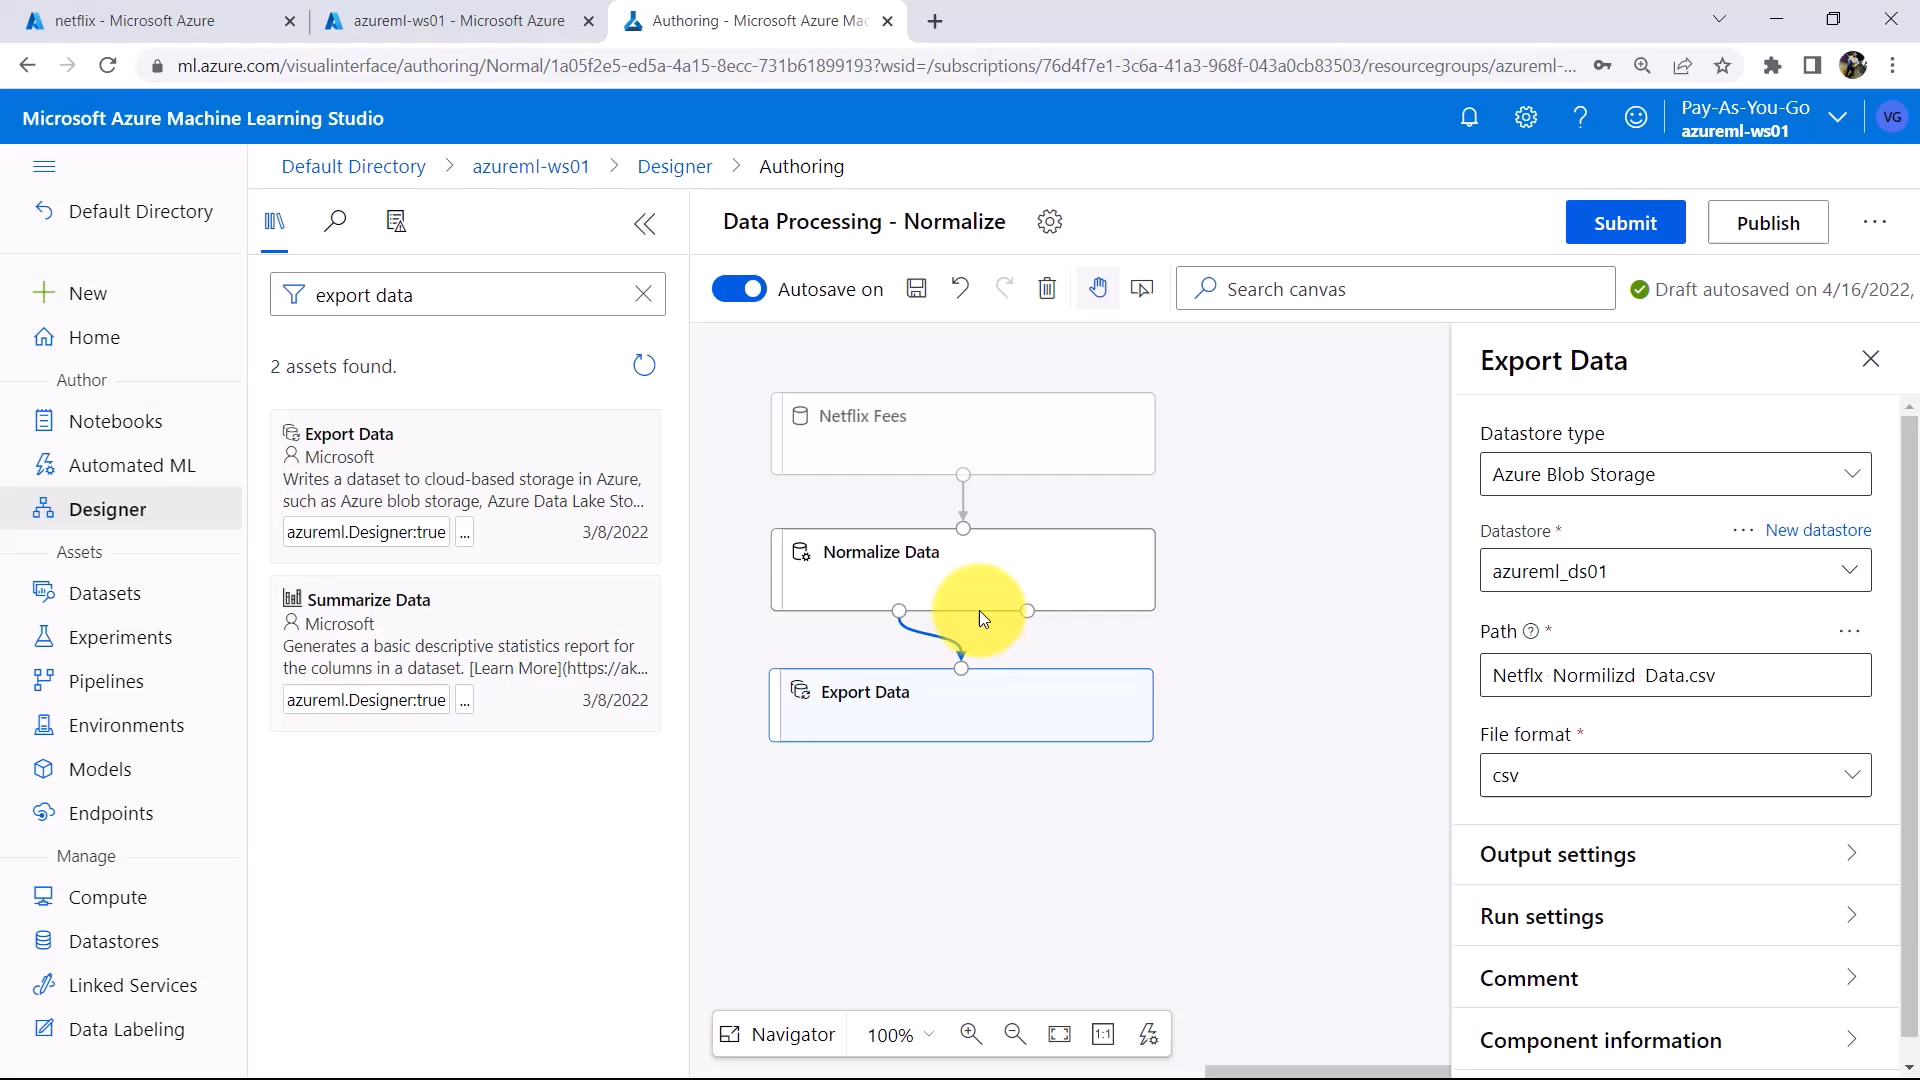 netflix - Microsoft Azure
azureml-ws01 - Microsoft Azure
Authoring - Microsoft Azure Mac
ml.azure.com/visualinterface/authoring/Normal/1a05f2e5-ed5a-4a15-8ecc-731b61899193?wsid=/subscriptions/76d4f7e1-3c6a-41a3-968f-043a0cb83503/resourcegroups/azureml-...
Microsoft Azure Machine Learning Studio
Pay-As-You-Go
azureml-ws01
VG
Default Directory > azureml-ws01 > Designer > Authoring
Default Directory
New
Home
Author
Notebooks
Automated ML
Designer
Assets
Datasets
Experiments
Pipelines
Environments
Models
Endpoints
Manage
Compute
Datastores
Linked Services
Data Labeling
export data
2 assets found.
Export Data
Microsoft
Writes a dataset to cloud-based storage in Azure,
such as Azure blob storage, Azure Data Lake Sto...
azureml.Designer:true ... 3/8/2022
Summarize Data
Microsoft
Generates a basic descriptive statistics report for
the columns in a dataset. [Learn More](https://ak...
azureml.Designer:true ... 3/8/2022
Data Processing - Normalize
Submit
Publish
...
Autosave on
Search canvas
Draft autosaved on 4/16/2022,
Netflix Fees
Normalize Data
Export Data
Navigator
100%
1:1
Export Data
Datastore type
Azure Blob Storage
Datastore * ... New datastore
azureml_ds01
Path ? * ...
Netflx Normilizd Data.csv
File format *
csv
Output settings
Run settings
Comment
Component information